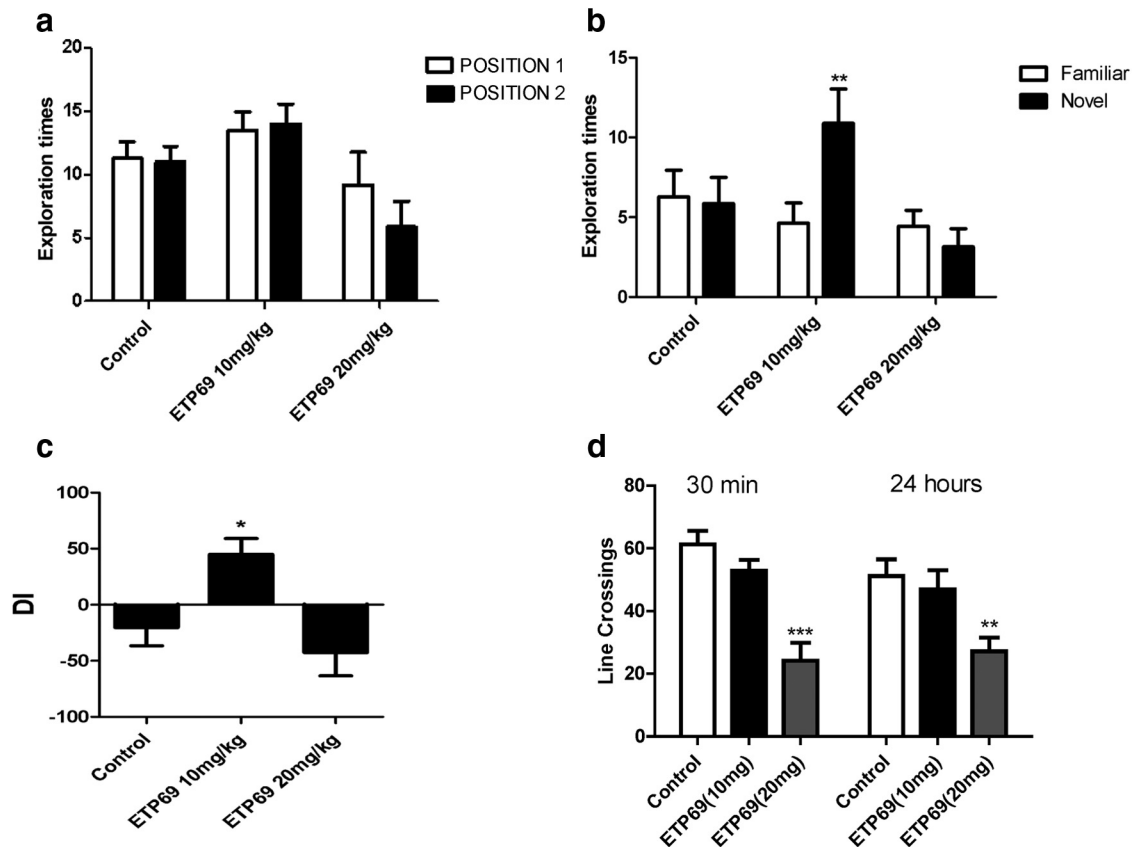 a
20
15
10
5
0
Exploration times
POSITION 1
POSITION 2
Control
ETP69 10mg/kg
ETP69 20mg/kg
b
15
10
5
0
Exploration times
**
Familiar
Novel
Control
ETP69 10mg/kg
ETP69 20mg/kg
c
100
50
0
-50
-100
DI
*
Control
ETP69 10mg/kg
ETP69 20mg/kg
d
80
60
40
20
0
Line Crossings
30 min
24 hours
***
**
Control
ETP69(10mg)
ETP69(20mg)
Control
ETP69(10mg)
ETP69(20mg)